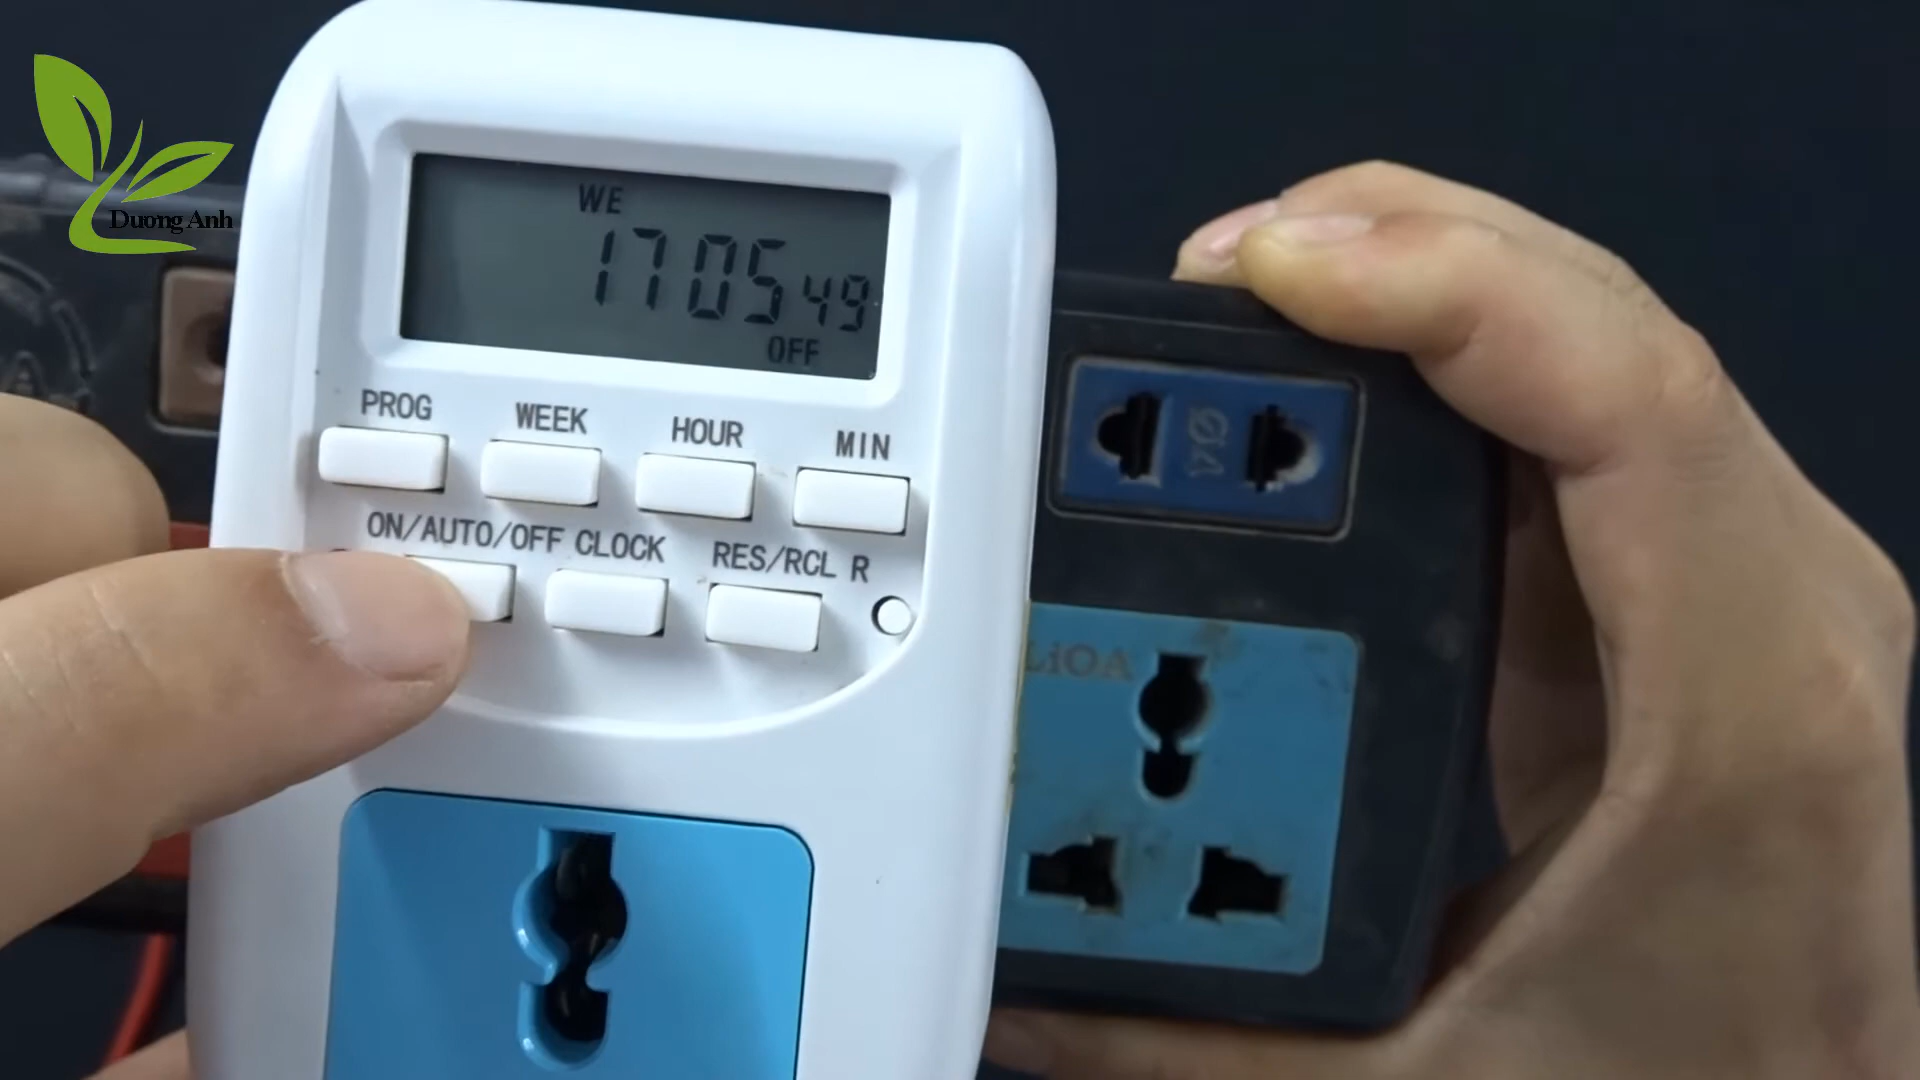 Duong Anh
WE
17 05 49
OFF
PROG WEEK HOUR MIN
ON/AUTO/OFF CLOCK RES/RCL R
LiOA